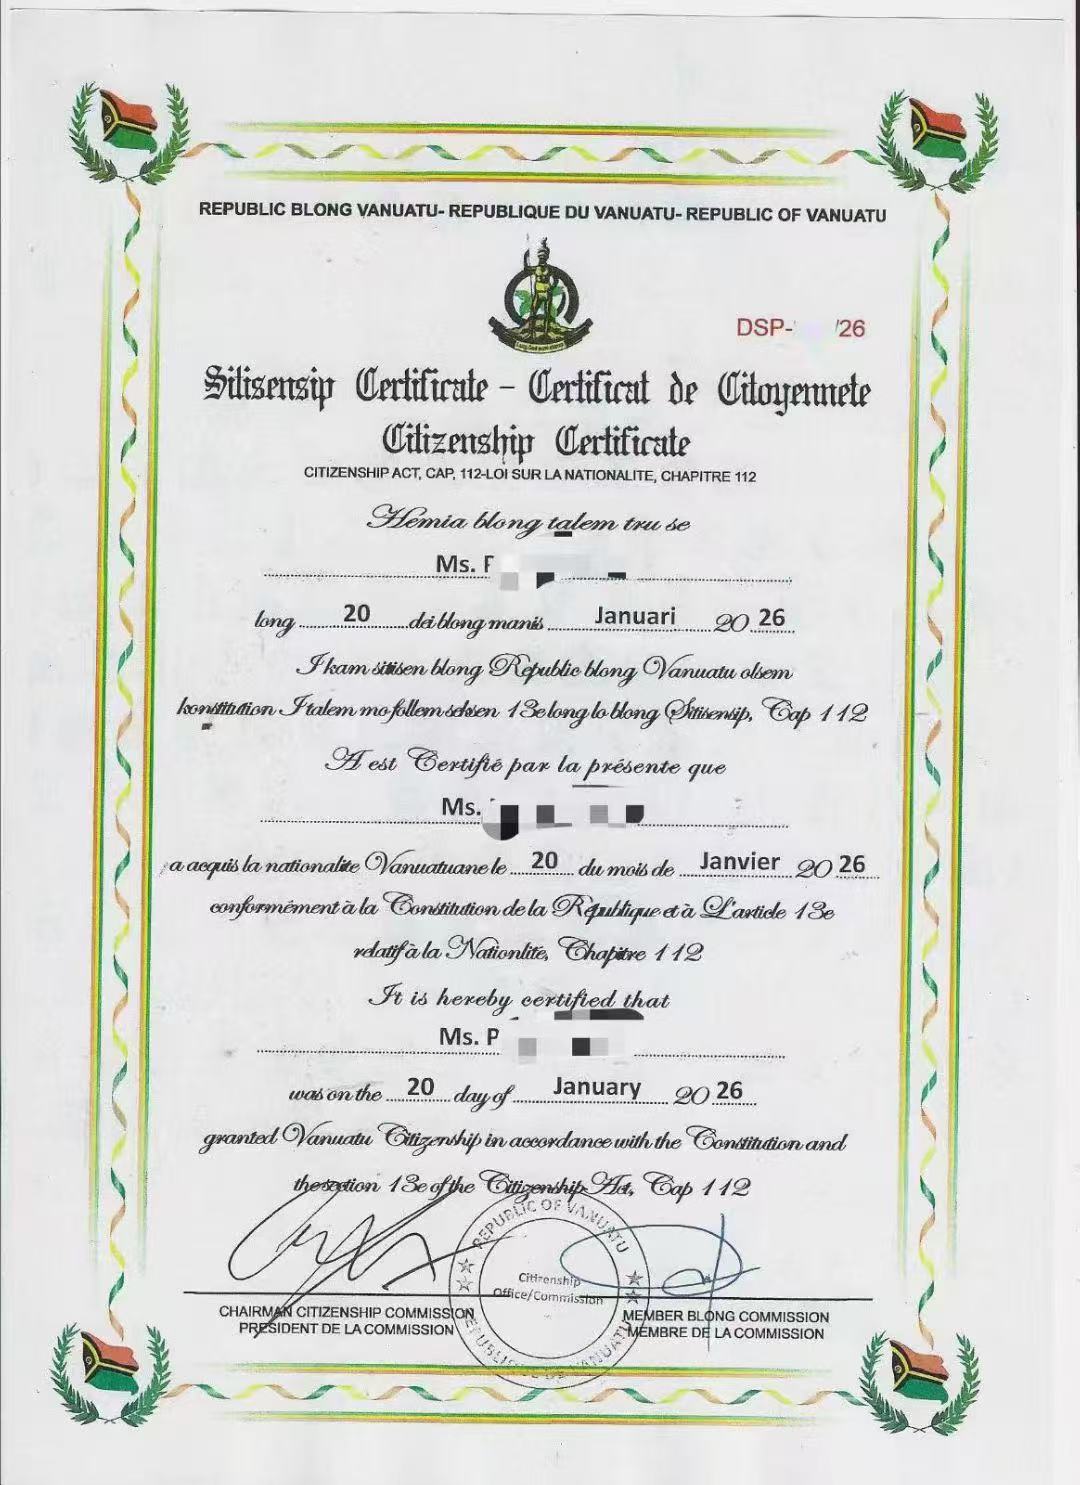 REPUBLIC BLONG VANUATU- REPUBLIQUE DU VANUATU- REPUBLIC OF VANUATU
DSP- /26
Sitisensip Certificate - Certificat de Citoyennete
Citizenship Certificate
CITIZENSHIP ACT, CAP, 112-LOI SUR LA NATIONALITE, CHAPITRE 112
Hemia blong talem tru se
Ms.
long 20 dei blong manis Januari 20 26
I kam sitisen blong Republic blong Vanuatu olsem
konstitution I talem mo follem seksen 13e long lo blong Sitisensip, Cap 112
A est Certifié par la présente que
Ms.
a acquis la nationalite Vanuatuane le 20 du mois de Janvier 20 26
conformément à la Constitution de la République et à L'article 13e
relatif à la Nationlité, Chapitre 112
It is hereby certified that
Ms. P
was on the 20 day of January 20 26
granted Vanuatu Citizenship in accordance with the Constitution and
the section 13e of the Citizenship Act, Cap 112
REPUBLIC OF VANUATU
Citizenship
Office/Commission
REPUBLIQUE DE VANUATU
CHAIRMAN CITIZENSHIP COMMISSION
PRESIDENT DE LA COMMISSION
MEMBER BLONG COMMISSION
MEMBRE DE LA COMMISSION